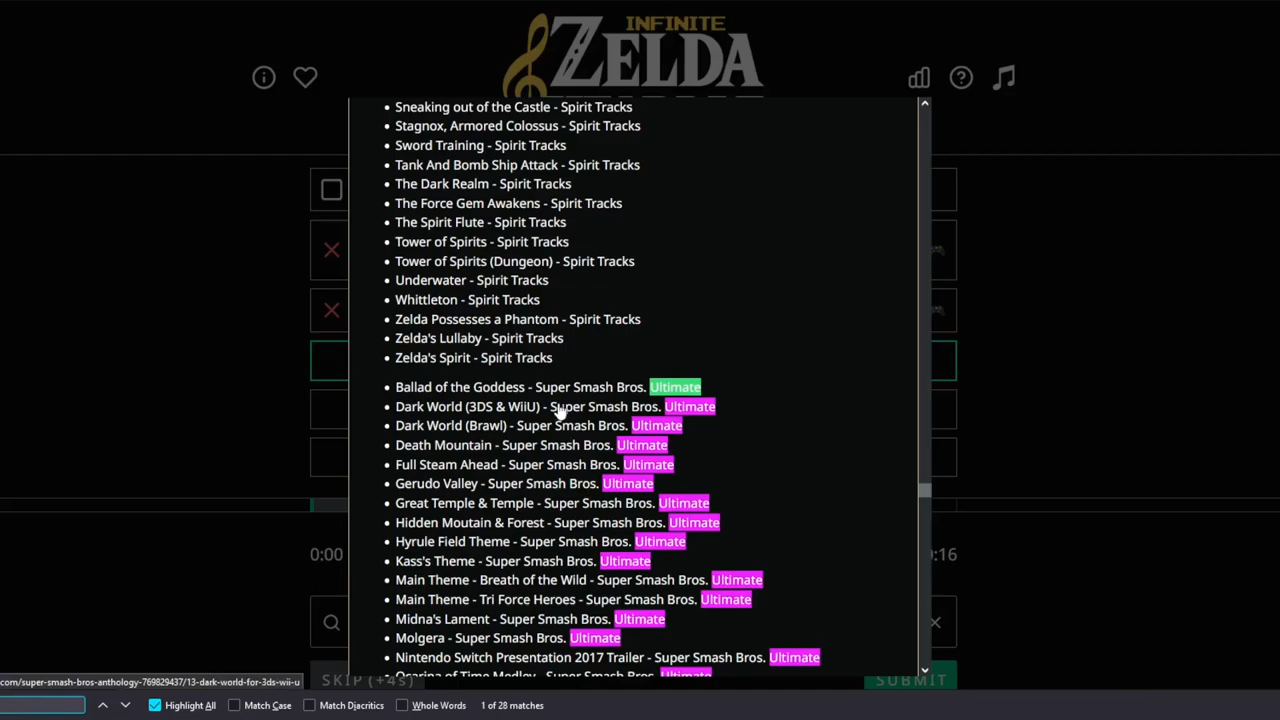 INFINITE
ZELDA
Sneaking out of the Castle - Spirit Tracks
Stagnox, Armored Colossus - Spirit Tracks
Sword Training - Spirit Tracks
Tank And Bomb Ship Attack - Spirit Tracks
The Dark Realm - Spirit Tracks
The Force Gem Awakens - Spirit Tracks
The Spirit Flute - Spirit Tracks
Tower of Spirits - Spirit Tracks
Tower of Spirits (Dungeon) - Spirit Tracks
Underwater - Spirit Tracks
Whittleton - Spirit Tracks
Zelda Possesses a Phantom - Spirit Tracks
Zelda's Lullaby - Spirit Tracks
Zelda's Spirit - Spirit Tracks
Ballad of the Goddess - Super Smash Bros. Ultimate
Dark World (3DS & WiiU) - Super Smash Bros. Ultimate
Dark World (Brawl) - Super Smash Bros. Ultimate
Death Mountain - Super Smash Bros. Ultimate
Full Steam Ahead - Super Smash Bros. Ultimate
Gerudo Valley - Super Smash Bros. Ultimate
Great Temple & Temple - Super Smash Bros. Ultimate
Hidden Moutain & Forest - Super Smash Bros. Ultimate
Hyrule Field Theme - Super Smash Bros. Ultimate
0:00 :16
Kass's Theme - Super Smash Bros. Ultimate
Main Theme - Breath of the Wild - Super Smash Bros. Ultimate
Main Theme - Tri Force Heroes - Super Smash Bros. Ultimate
Midna's Lament - Super Smash Bros. Ultimate
Molgera - Super Smash Bros. Ultimate
Nintendo Switch Presentation 2017 Trailer - Super Smash Bros. Ultimate
Ocarina of Time Medley - Super Smash Bros. Ultimate
SKIP (+4s) SUBMIT
com/super-smash-bros-anthology-769829437/13-dark-world-for-3ds-wii-u
Highlight All Match Case Match Diacritics Whole Words 1 of 28 matches